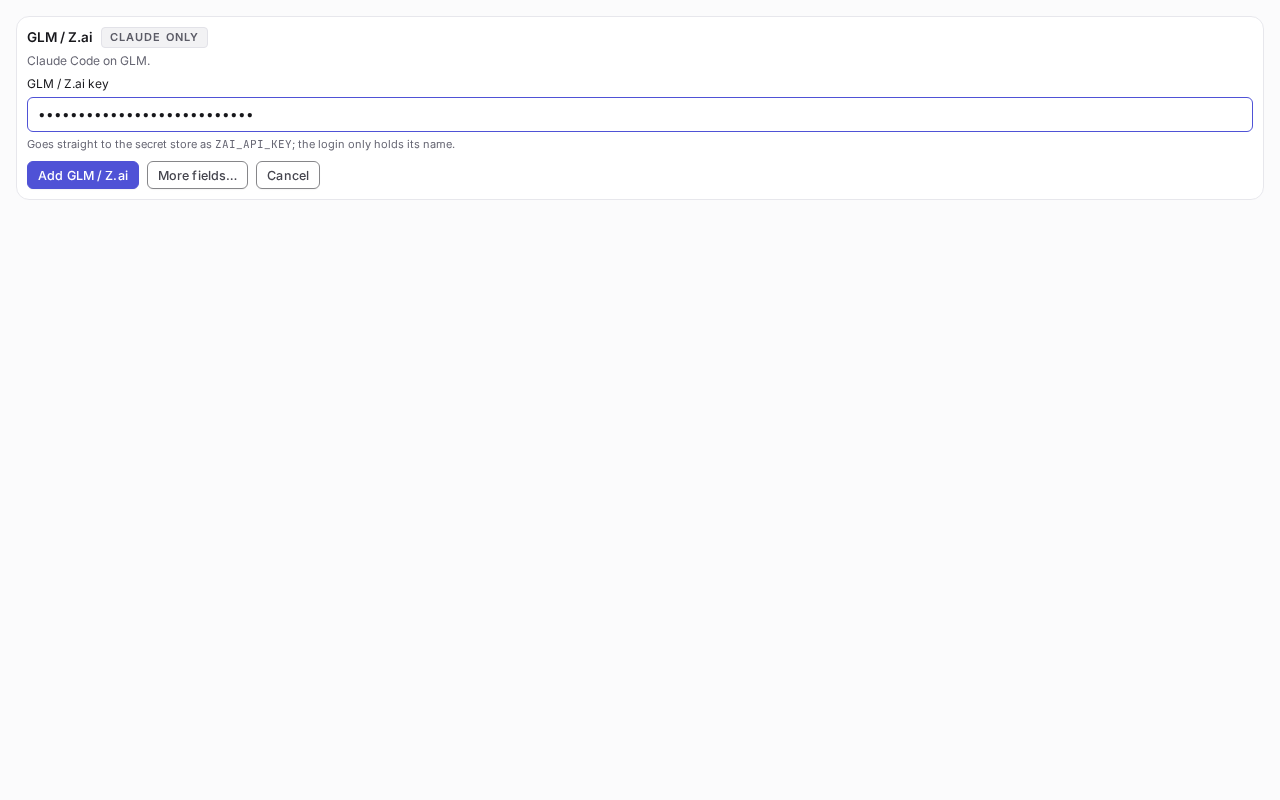 GLM / Z.ai CLAUDE ONLY
Claude Code on GLM.
GLM / Z.ai key
•••••••••••••••••••••••••••
Goes straight to the secret store as ZAI_API_KEY; the login only holds its name.
Add GLM / Z.ai More fields... Cancel